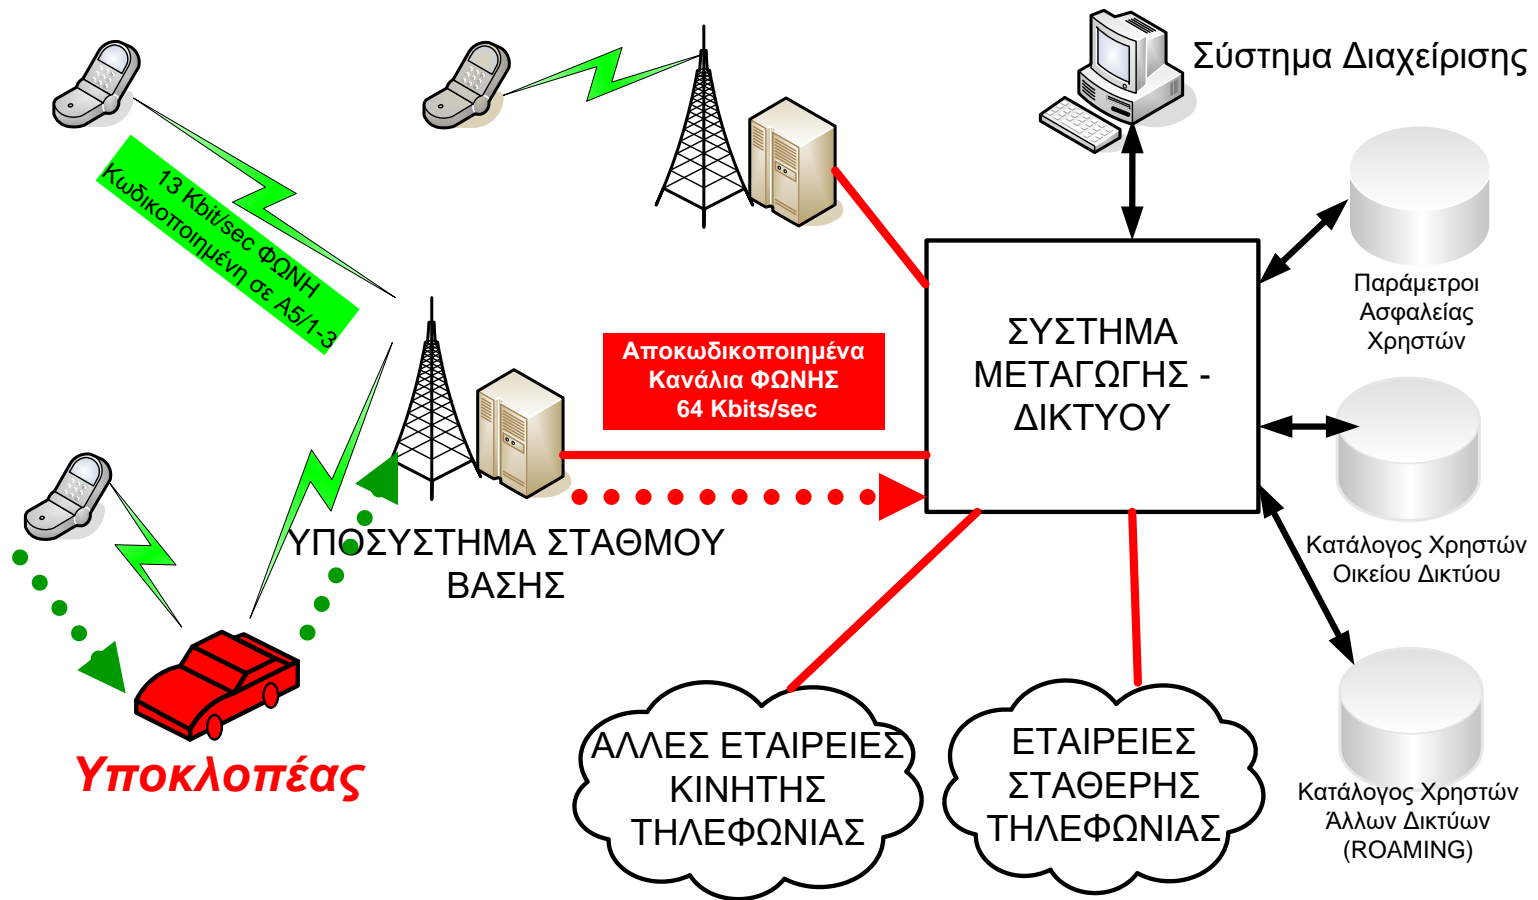 Σύστημα Διαχείρισης
13 Kbit/sec ΦΩΝΗ
Κωδικοποιημένη σε A5/1-3
Παράμετροι
Ασφαλείας
Χρηστών
ΣΥΣΤΗΜΑ
ΜΕΤΑΓΩΓΗΣ -
ΔΙΚΤΥΟΥ
Αποκωδικοποιημένα
Κανάλια ΦΩΝΗΣ
64 Kbits/sec
ΥΠΟΣΥΣΤΗΜΑ ΣΤΑΘΜΟΥ
ΒΑΣΗΣ
Κατάλογος Χρηστών
Οικείου Δικτύου
Υποκλοπέας
ΑΛΛΕΣ ΕΤΑΙΡΕΙΕΣ
ΚΙΝΗΤΗΣ
ΤΗΛΕΦΩΝΙΑΣ
ΕΤΑΙΡΕΙΕΣ
ΣΤΑΘΕΡΗΣ
ΤΗΛΕΦΩΝΙΑΣ
Κατάλογος Χρηστών
Άλλων Δικτύων
(ROAMING)